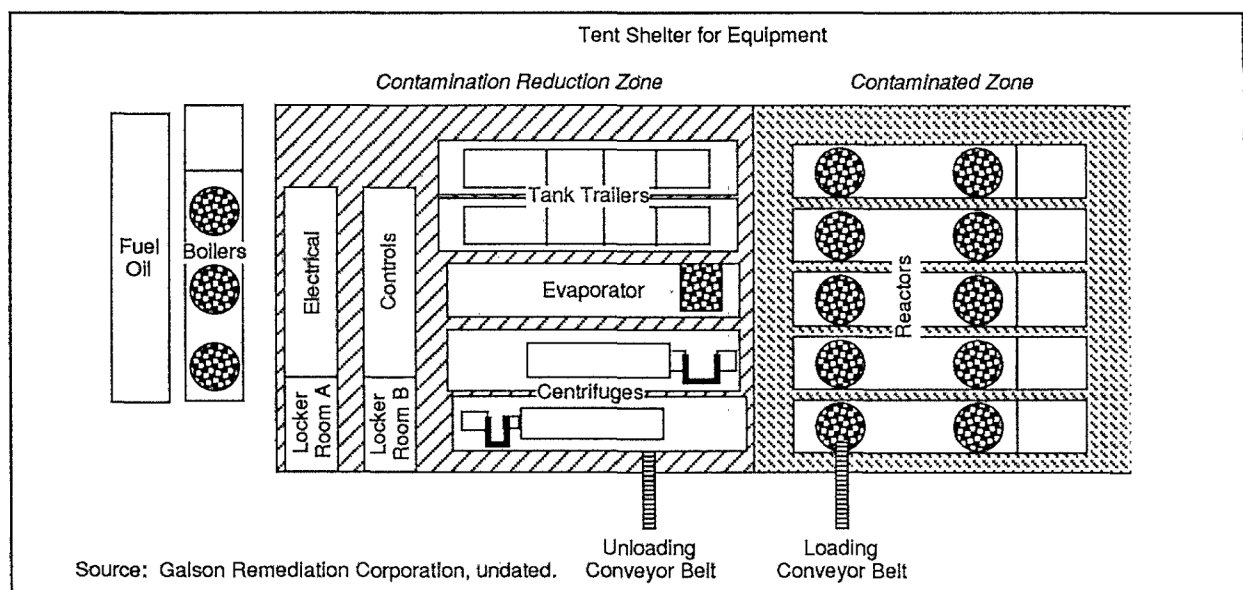 Tent Shelter for Equipment
Contamination Reduction Zone
Contaminated Zone
Fuel
Oil
Boilers
Electrical
Controls
Locker
Room A
Locker
Room B
Tank Trailers
Evaporator
Centrifuges
Reactors
Unloading
Conveyor Belt
Loading
Conveyor Belt
Source: Galson Remediation Corporation, undated.